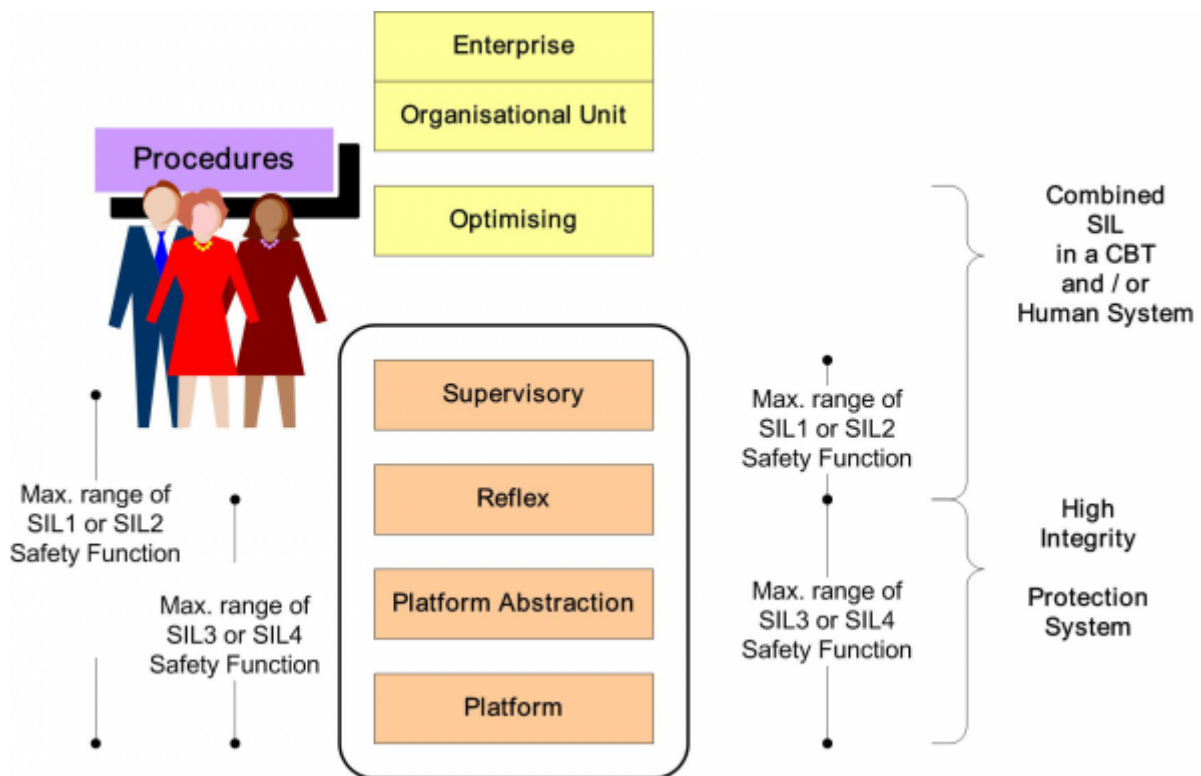 Enterprise
Organisational Unit
Procedures
Optimising
Combined
SIL
in a CBT
and / or
Human System
Supervisory
Max. range of
SIL1 or SIL2
Safety Function
Reflex
Max. range of
SIL1 or SIL2
Safety Function
High
Integrity
Protection
System
Platform Abstraction
Max. range of
SIL3 or SIL4
Safety Function
Max. range of
SIL3 or SIL4
Safety Function
Platform